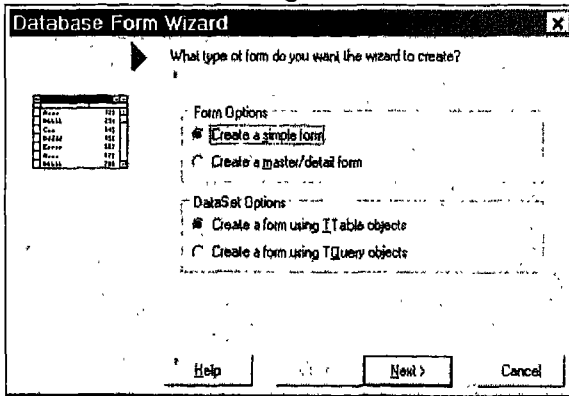 Database Form Wizard
What type of form do you want the wizard to create?
Form Options
Create a simple form
Create a master/detail form
DataSet Options
Create a form using TTable objects
Create a form using TQuery objects
Help
Next >
Cancel